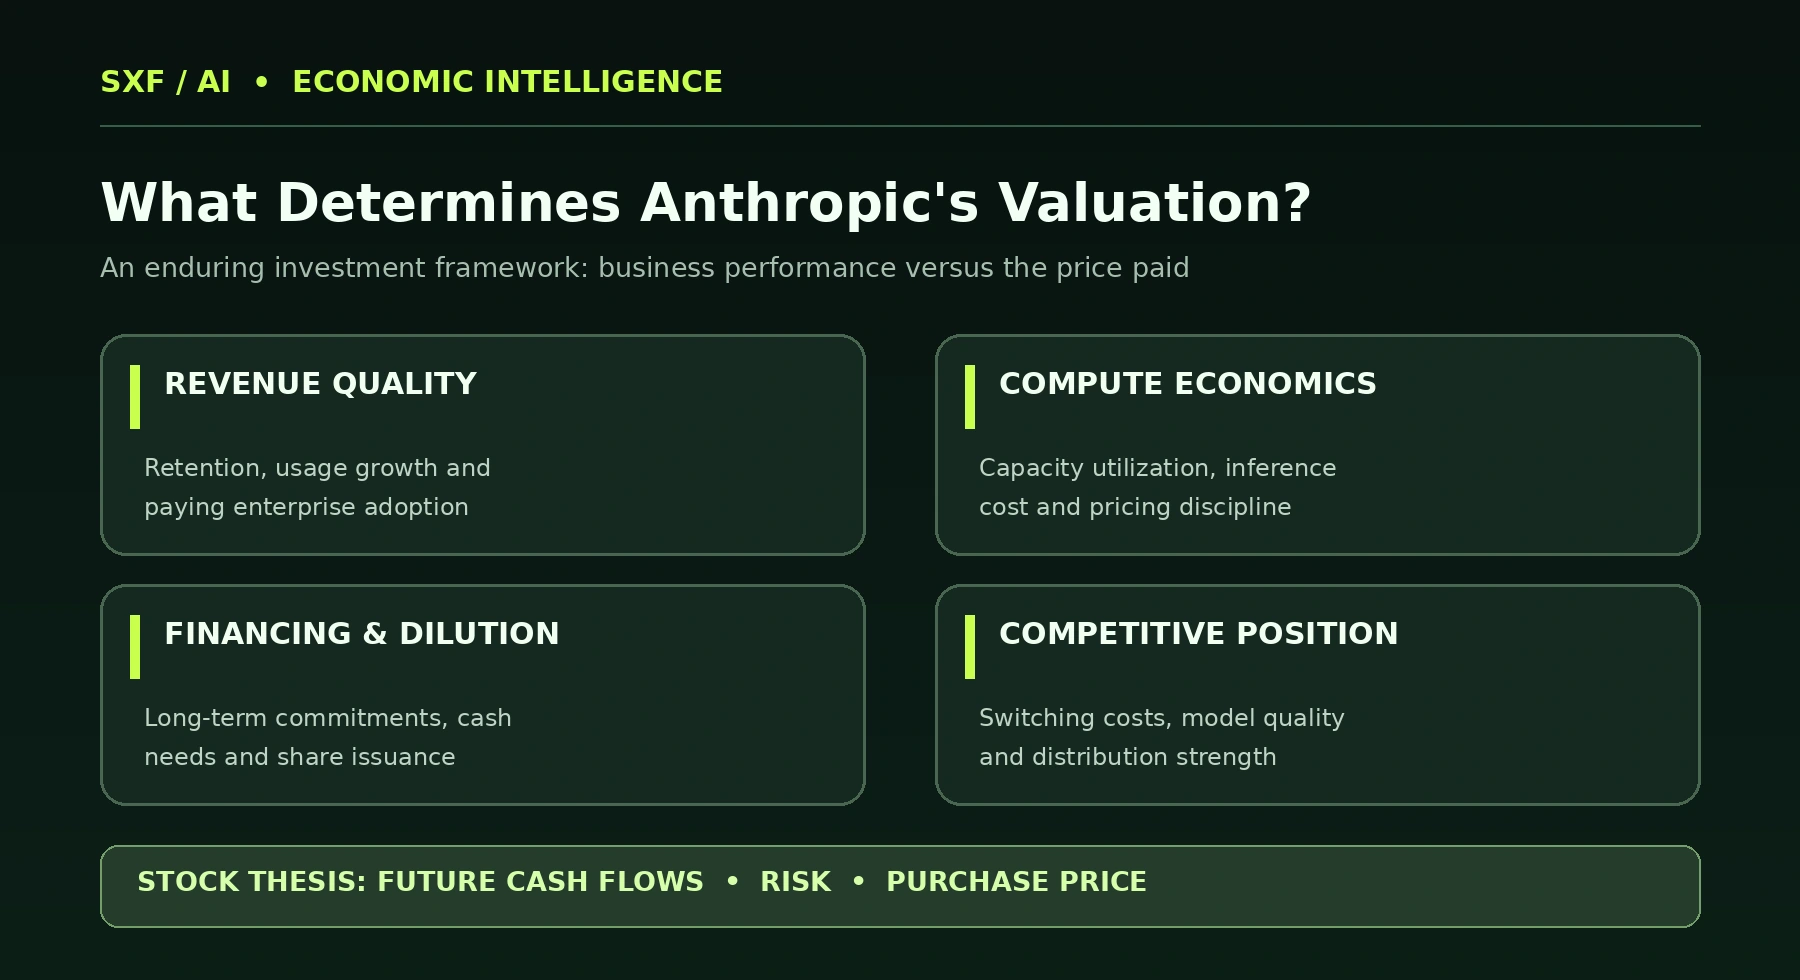 SXF / AI • ECONOMIC INTELLIGENCE
What Determines Anthropic's Valuation?
An enduring investment framework: business performance versus the price paid
REVENUE QUALITY
Retention, usage growth and
paying enterprise adoption
COMPUTE ECONOMICS
Capacity utilization, inference
cost and pricing discipline
FINANCING & DILUTION
Long-term commitments, cash
needs and share issuance
COMPETITIVE POSITION
Switching costs, model quality
and distribution strength
STOCK THESIS: FUTURE CASH FLOWS • RISK • PURCHASE PRICE